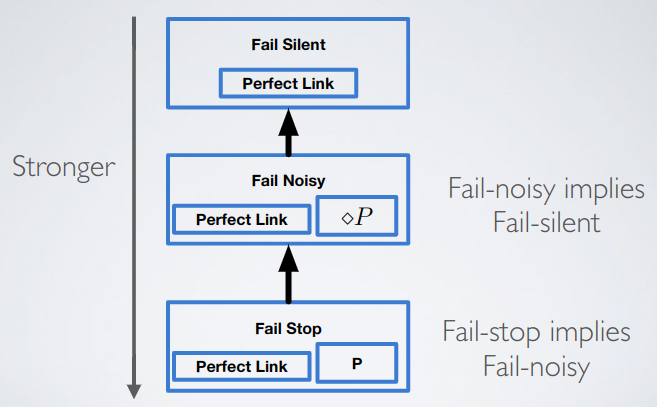 Fail Silent
Perfect Link
Stronger
Fail Noisy
Perfect Link
◇P
Fail-noisy implies
Fail-silent
Fail Stop
Perfect Link
P
Fail-stop implies
Fail-noisy